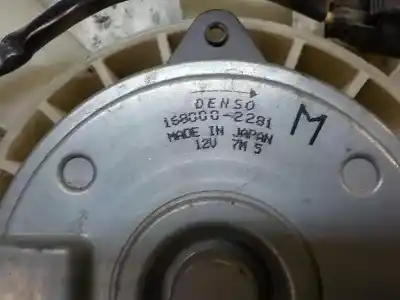 DENSO
168000-2281
MADE IN JAPAN
12V 7M 5
M